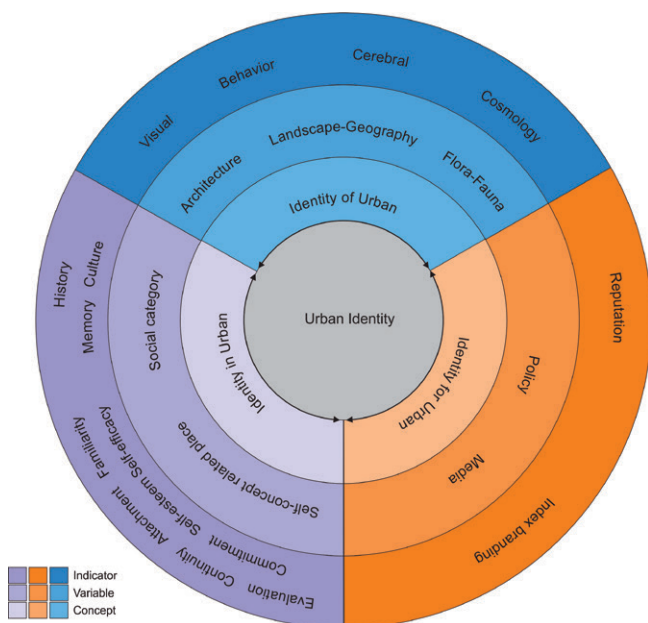 Visual
Behavior
Cerebral
Cosmology
Architecture
Landscape-Geography
Flora-Fauna
Identity of Urban
Urban Identity
Identity in Urban
Identity for Urban
Social category
Self-concept related place
History
Culture
Memory
Familiarity
Self-efficacy
Attachment
Self-esteem
Continuity
Commitment
Evaluation
Policy
Media
Reputation
Index branding
Indicator
Variable
Concept